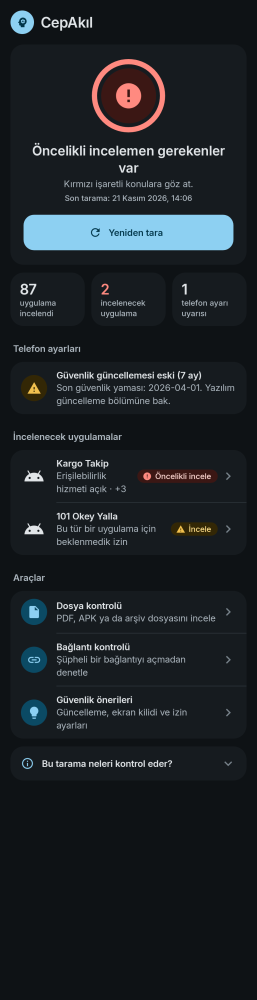 CepAkıl
Öncelikli incelemen gerekenler
var
Kırmızı işaretli konulara göz at.
Son tarama: 21 Kasım 2026, 14:06
Yeniden tara
87
uygulama
incelendi
2
incelenecek
uygulama
1
telefon ayarı
uyarısı
Telefon ayarları
Güvenlik güncellemesi eski (7 ay)
Son güvenlik yaması: 2026-04-01. Yazılım
güncelleme bölümüne bak.
İncelenecek uygulamalar
Kargo Takip
Erişilebilirlik
hizmeti açık · +3
Öncelikli incele
101 Okey Yalla
Bu tür bir uygulama için
beklenmedik izin
İncele
Araçlar
Dosya kontrolü
PDF, APK ya da arşiv dosyasını incele
Bağlantı kontrolü
Şüpheli bir bağlantıyı açmadan
denetle
Güvenlik önerileri
Güncelleme, ekran kilidi ve izin
ayarları
Bu tarama neleri kontrol eder?